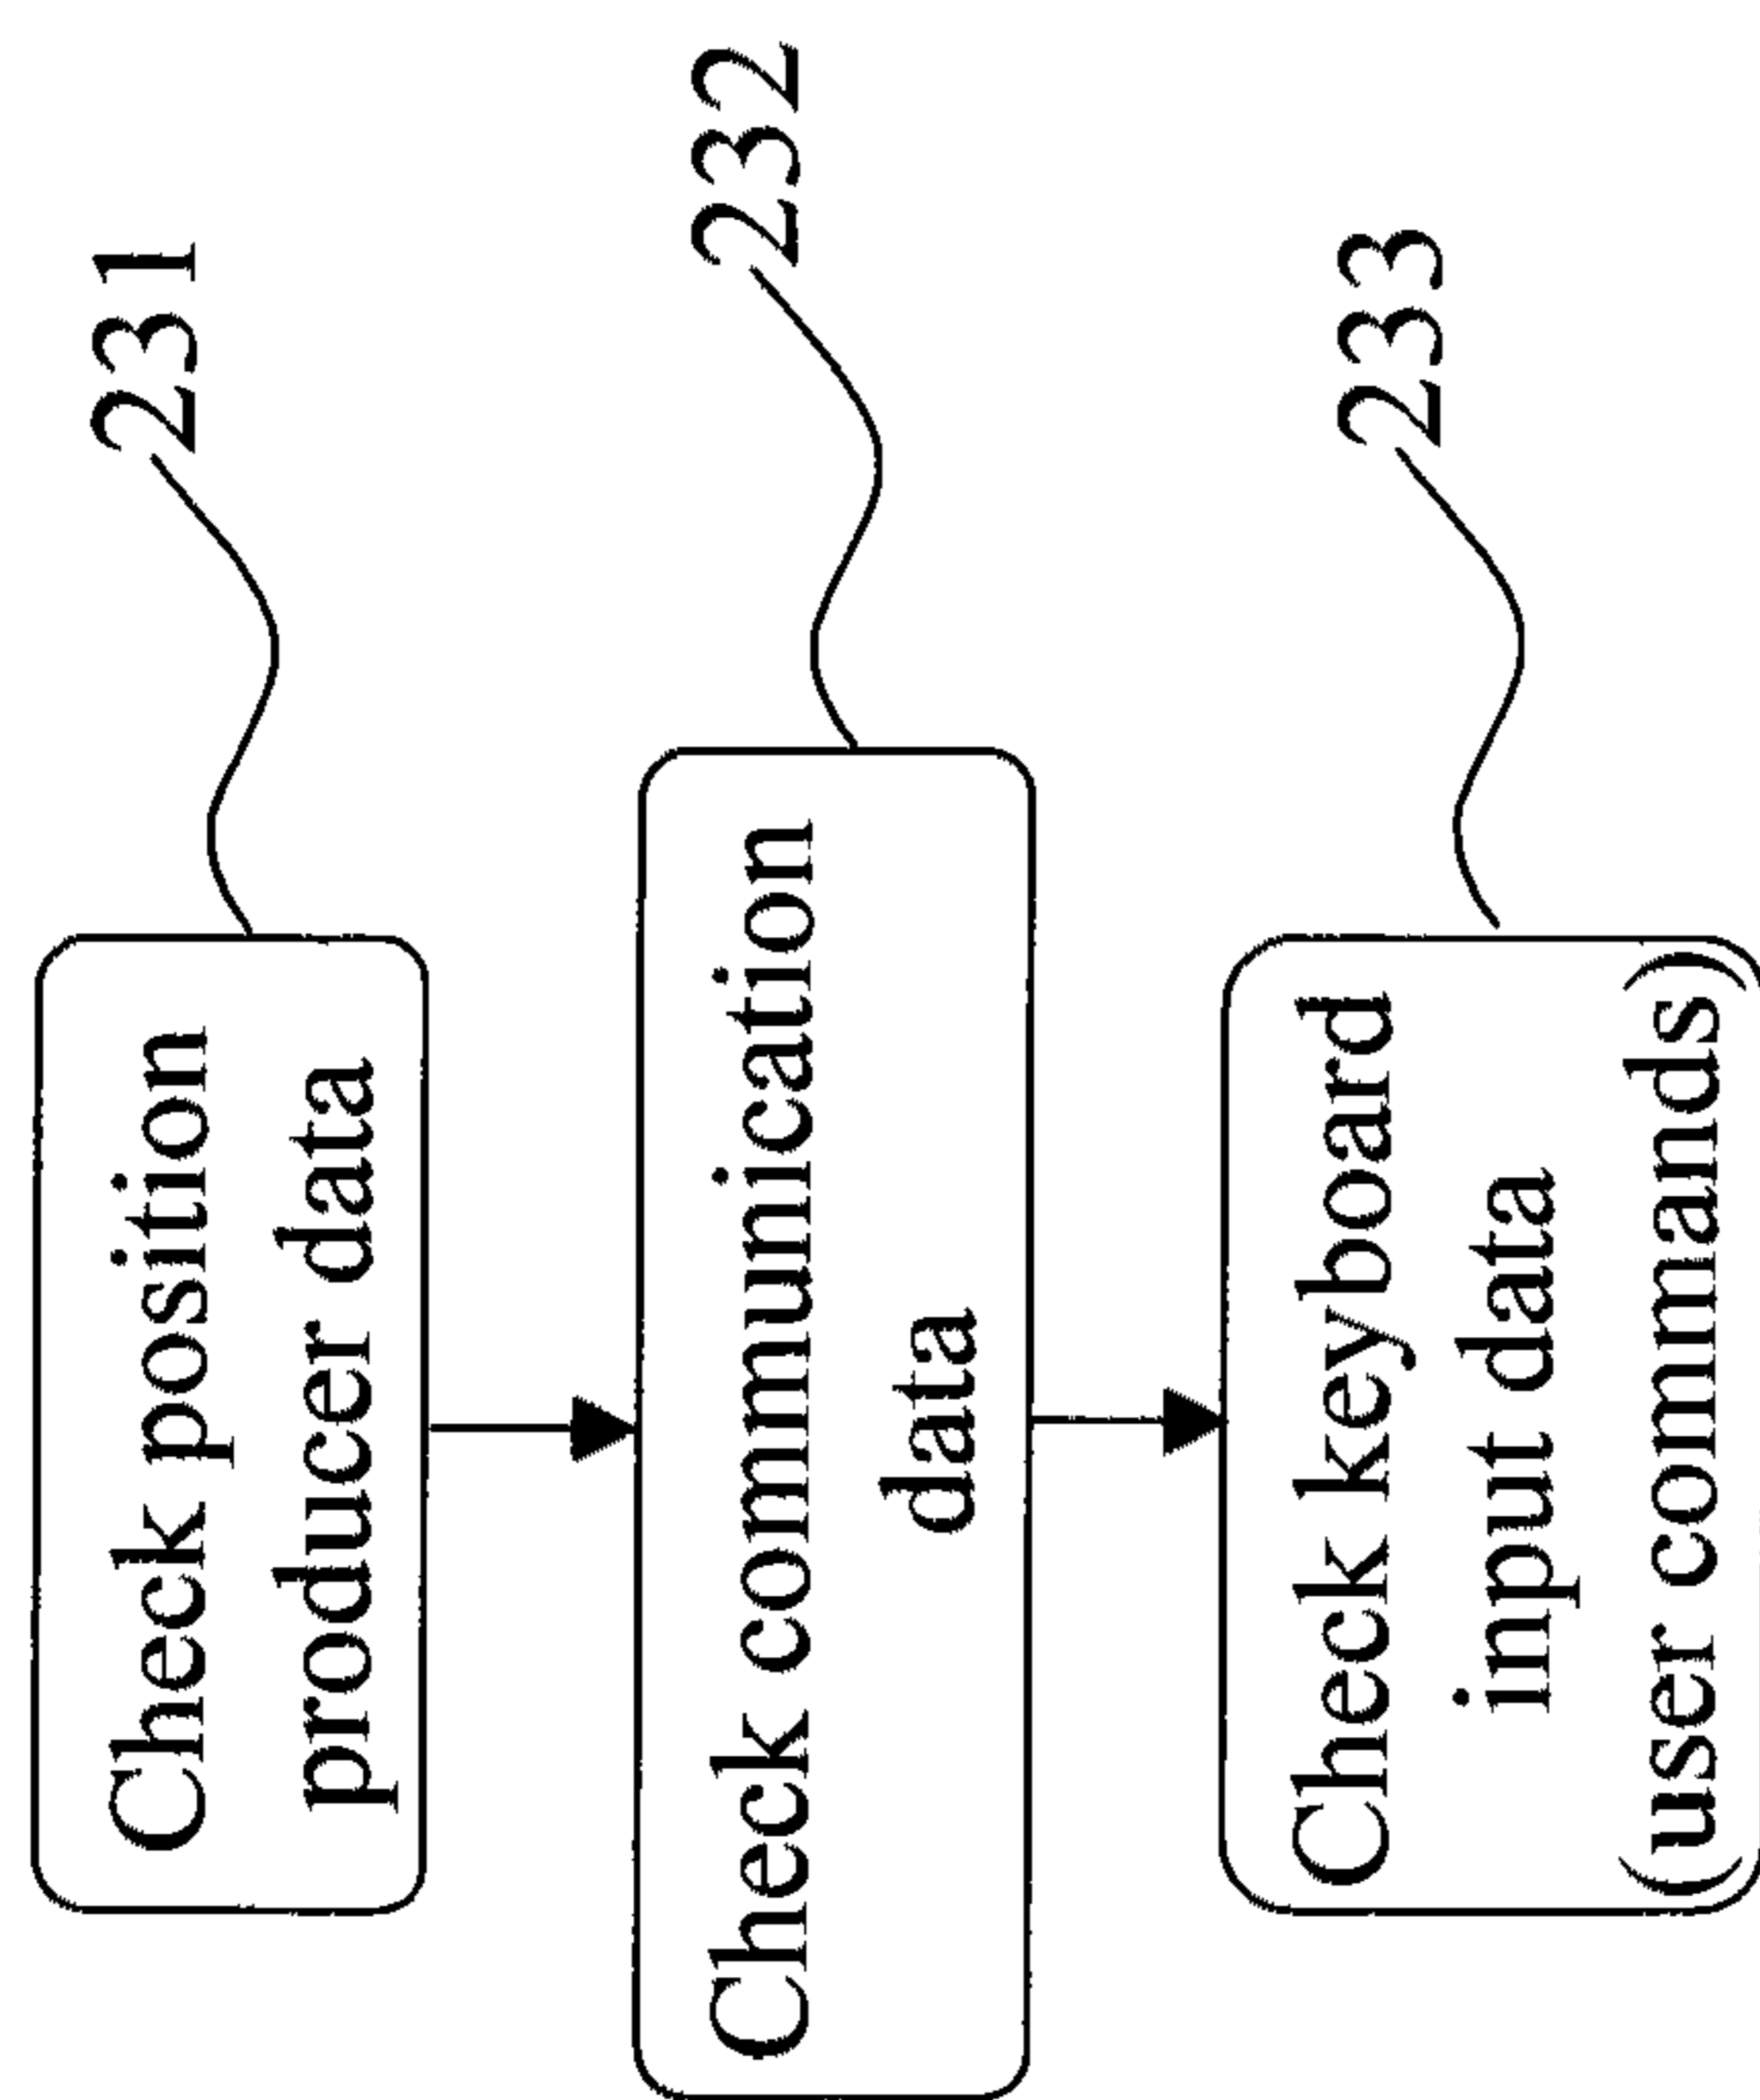 Check position
producer data
231
Check communication
data
232
Check keyboard
input data
(user commands)
233